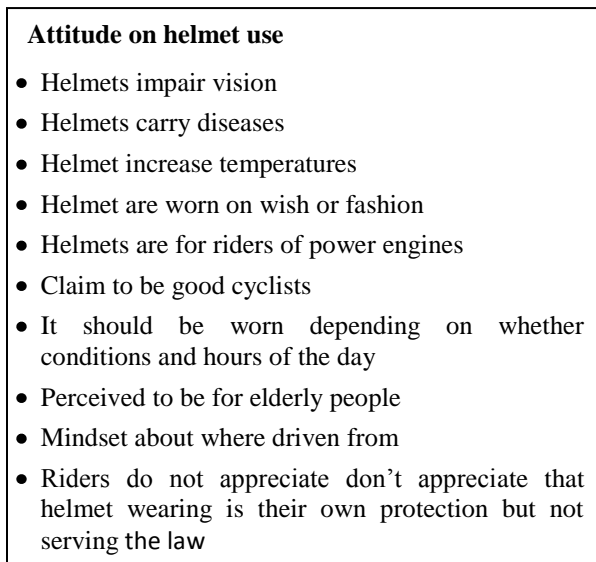 Attitude on helmet use
• Helmets impair vision
• Helmets carry diseases
• Helmet increase temperatures
• Helmet are worn on wish or fashion
• Helmets are for riders of power engines
• Claim to be good cyclists
• It should be worn depending on whether
conditions and hours of the day
• Perceived to be for elderly people
• Mindset about where driven from
• Riders do not appreciate don’t appreciate that
helmet wearing is their own protection but not
serving the law